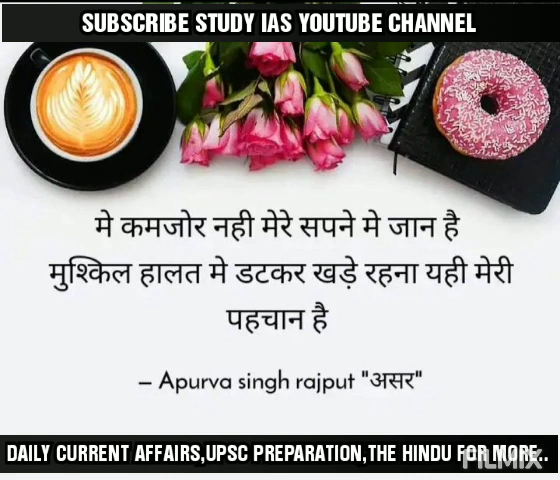 SUBSCRIBE STUDY IAS YOUTUBE CHANNEL
मे कमजोर नही मेरे सपने मे जान है
मुश्किल हालत मे डटकर खड़े रहना यही मेरी
पहचान है
– Apurva singh rajput "असर"
DAILY CURRENT AFFAIRS,UPSC PREPARATION,THE HINDU FOR MORE..
FILMIX